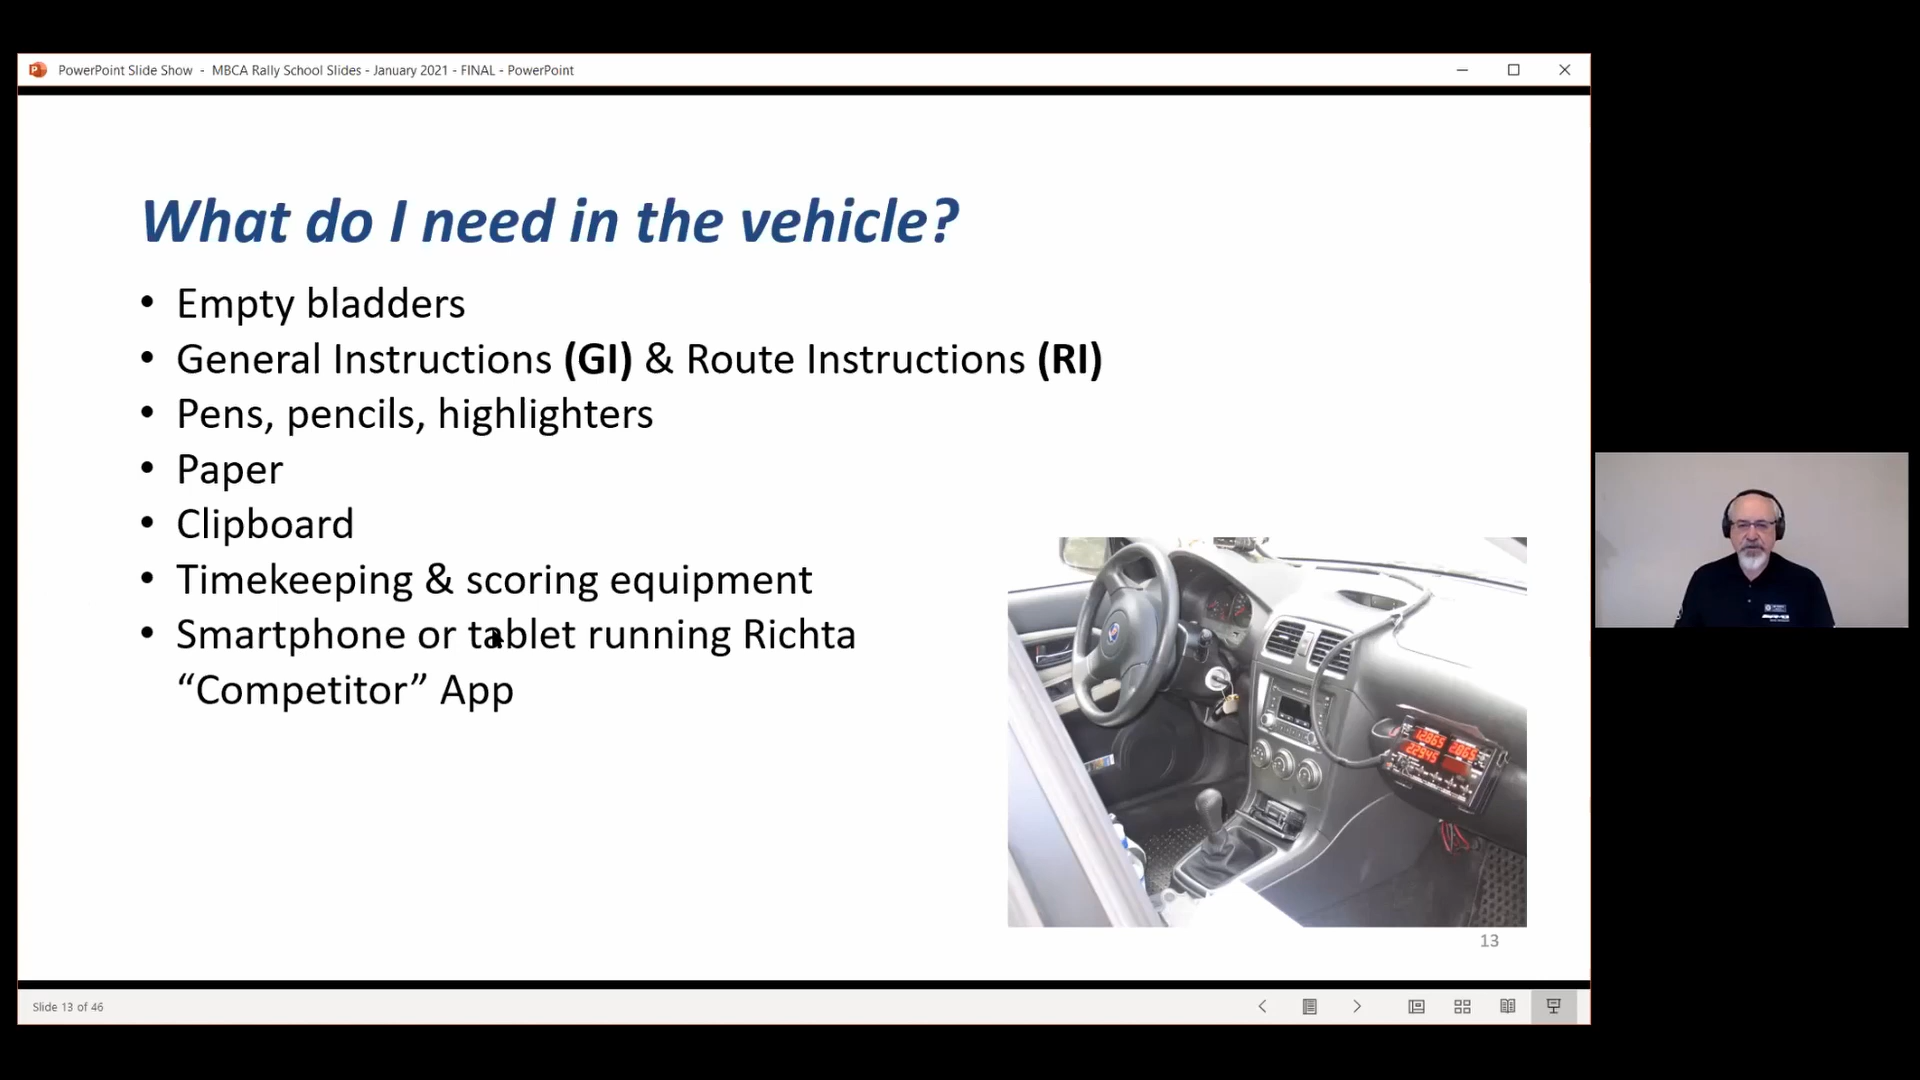 PowerPoint Slide Show - MBCA Rally School Slides - January 2021 - FINAL - PowerPoint
What do I need in the vehicle?
• Empty bladders
• General Instructions (GI) & Route Instructions (RI)
• Pens, pencils, highlighters
• Paper
• Clipboard
• Timekeeping & scoring equipment
• Smartphone or tablet running Richta
“Competitor” App
13
Slide 13 of 46